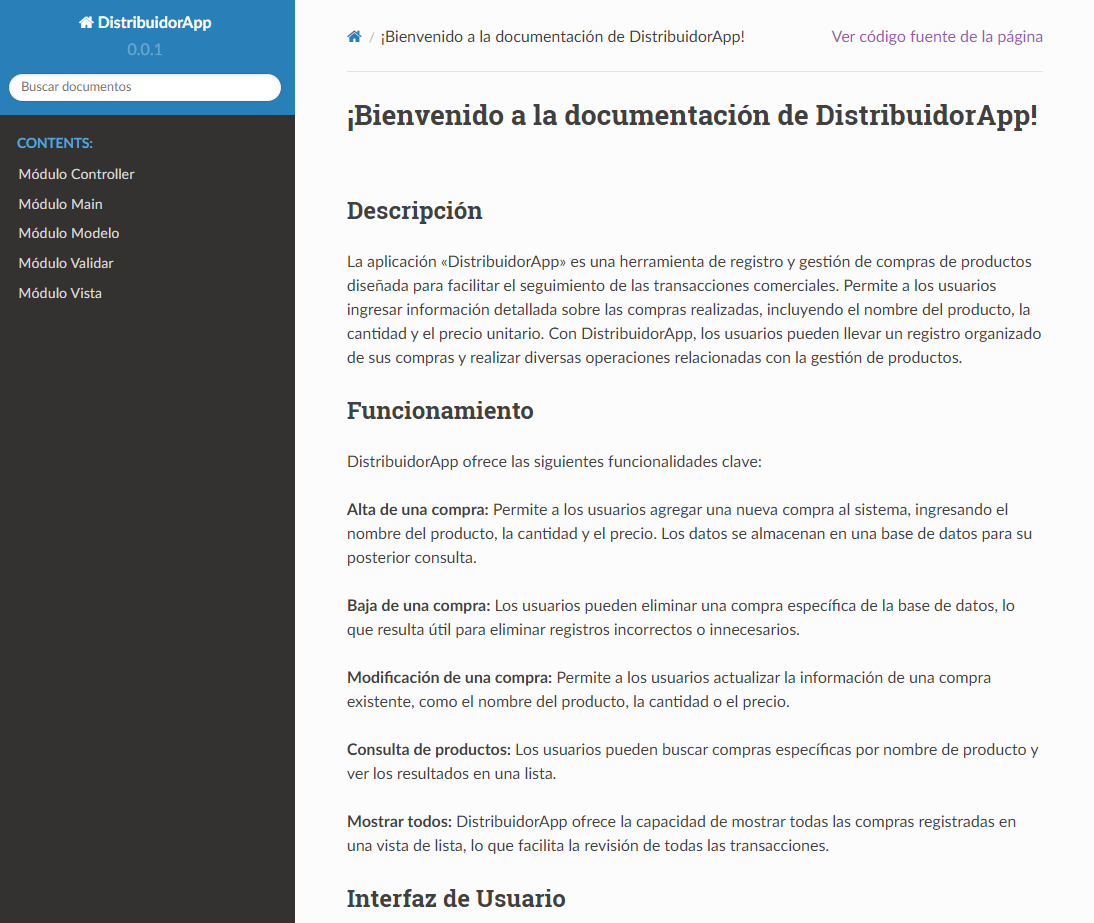 DistribuidorApp
0.0.1
Buscar documentos
CONTENTS:
Módulo Controller
Módulo Main
Módulo Modelo
Módulo Validar
Módulo Vista
/ ¡Bienvenido a la documentación de DistribuidorApp!
Ver código fuente de la página
¡Bienvenido a la documentación de DistribuidorApp!
Descripción
La aplicación «DistribuidorApp» es una herramienta de registro y gestión de compras de productos
diseñada para facilitar el seguimiento de las transacciones comerciales. Permite a los usuarios
ingresar información detallada sobre las compras realizadas, incluyendo el nombre del producto, la
cantidad y el precio unitario. Con DistribuidorApp, los usuarios pueden llevar un registro organizado
de sus compras y realizar diversas operaciones relacionadas con la gestión de productos.
Funcionamiento
DistribuidorApp ofrece las siguientes funcionalidades clave:
Alta de una compra: Permite a los usuarios agregar una nueva compra al sistema, ingresando el
nombre del producto, la cantidad y el precio. Los datos se almacenan en una base de datos para su
posterior consulta.
Baja de una compra: Los usuarios pueden eliminar una compra específica de la base de datos, lo
que resulta útil para eliminar registros incorrectos o innecesarios.
Modificación de una compra: Permite a los usuarios actualizar la información de una compra
existente, como el nombre del producto, la cantidad o el precio.
Consulta de productos: Los usuarios pueden buscar compras específicas por nombre de producto y
ver los resultados en una lista.
Mostrar todos: DistribuidorApp ofrece la capacidad de mostrar todas las compras registradas en
una vista de lista, lo que facilita la revisión de todas las transacciones.
Interfaz de Usuario